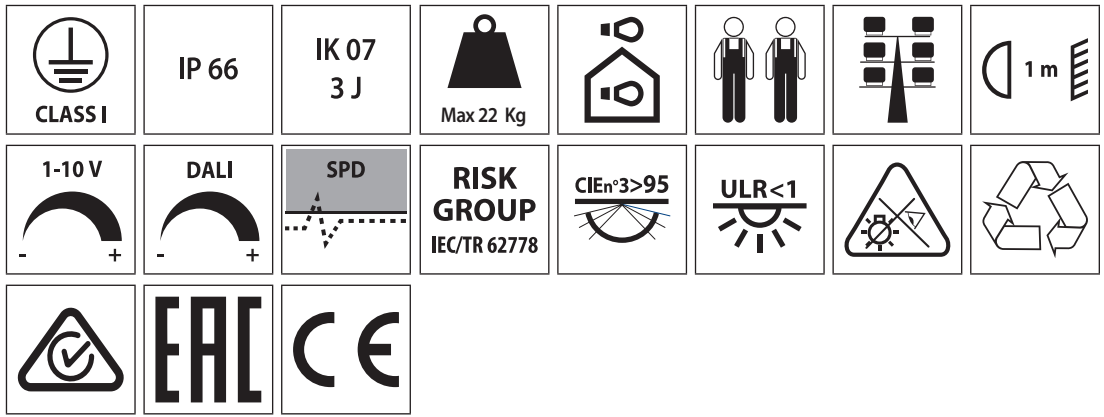 CLASS I
IP 66
IK 07
3 J
Max 22 Kg
1 m
1-10 V
- +
DALI
- +
SPD
RISK
GROUP
IEC/TR 62778
CIEn°3>95
ULR<1
EAC
CE